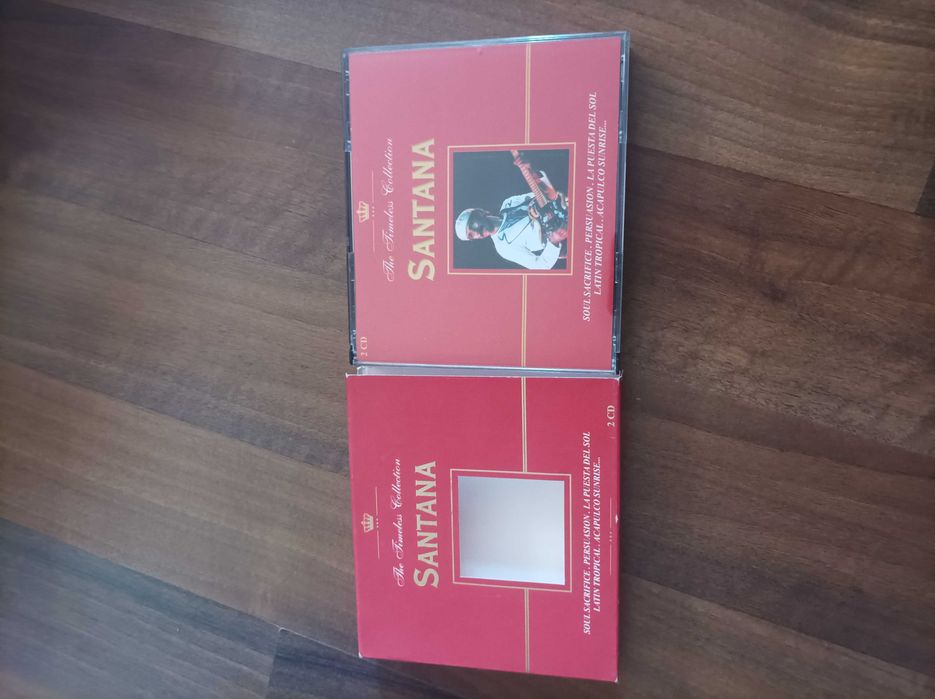 The Timeless Collection
SANTANA
SOUL SACRIFICE . PERSUASION . LA PUESTA DEL SOL
LATIN TROPICAL . ACAPULCO SUNRISE...
2 CD
The Timeless Collection
SANTANA
SOUL SACRIFICE . PERSUASION . LA PUESTA DEL SOL
LATIN TROPICAL . ACAPULCO SUNRISE...
2 CD